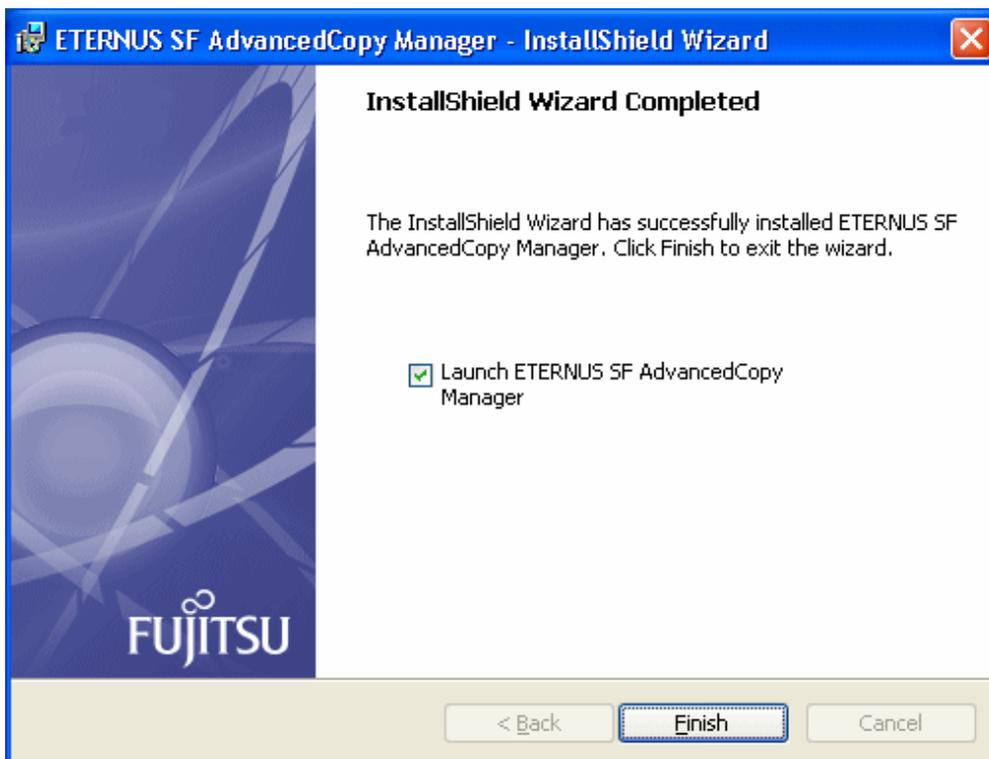 ETERNUS SF AdvancedCopy Manager - InstallShield Wizard
InstallShield Wizard Completed
The InstallShield Wizard has successfully installed ETERNUS SF
AdvancedCopy Manager. Click Finish to exit the wizard.
Launch ETERNUS SF AdvancedCopy
Manager
FUJITSU
< Back
Finish
Cancel